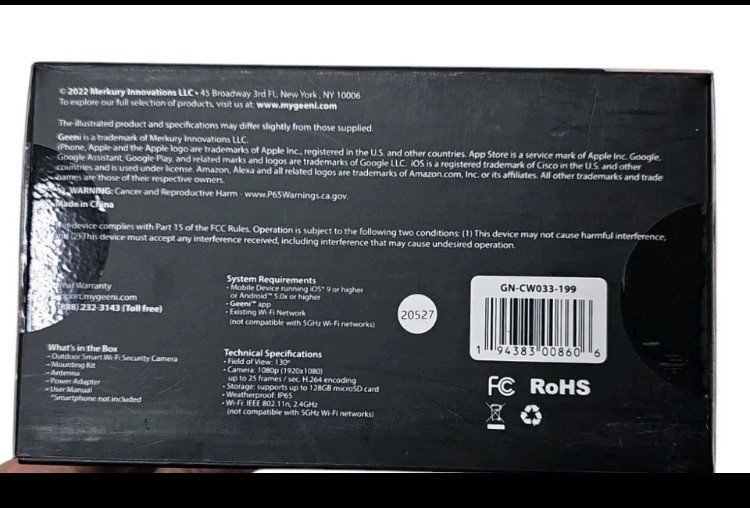 © 2022 Merkury Innovations LLC • 45 Broadway 3rd Fl., New York, NY 10006
To explore our full selection of products, visit us at: www.mygeeni.com
The illustrated product and specifications may differ slightly from those supplied.
Geeni is a trademark of Merkury Innovations LLC.
iPhone, Apple and the Apple logo are trademarks of Apple Inc., registered in the U.S. and other countries. App Store is a service mark of Apple Inc. Google,
Google Assistant, Google Play, and related marks and logos are trademarks of Google LLC. iOS is a registered trademark of Cisco in the U.S. and other
countries and is used under license. Amazon, Alexa and all related logos are trademarks of Amazon.com, Inc. or its affiliates. All other trademarks and trade
names are those of their respective owners.
WARNING: Cancer and Reproductive Harm - www.P65Warnings.ca.gov.
Made in China
This device complies with Part 15 of the FCC Rules. Operation is subject to the following two conditions: (1) This device may not cause harmful interference,
and (2) This device must accept any interference received, including interference that may cause undesired operation.
Warranty
support.mygeeni.com
(888) 232-3143 (Toll free)
What's in the Box
- Outdoor Smart Wi-Fi Security Camera
- Mounting Kit
- Antenna
- Power Adapter
- User Manual
*Smartphone not included
System Requirements
- Mobile Device running iOS® 9 or higher
or Android™ 5.0x or higher
- Geeni™ app
- Existing Wi-Fi Network
(not compatible with 5GHz Wi-Fi networks)
Technical Specifications
- Field of View: 130°
- Camera: 1080p (1920x1080)
up to 25 frames / sec. H.264 encoding
- Storage: supports up to 128GB microSD card
- Weatherproof: IP65
- Wi-Fi: IEEE 802.11n, 2.4GHz
(not compatible with 5GHz Wi-Fi networks)
20527
GN-CW033-199
1 94383 00860 6
FC RoHS